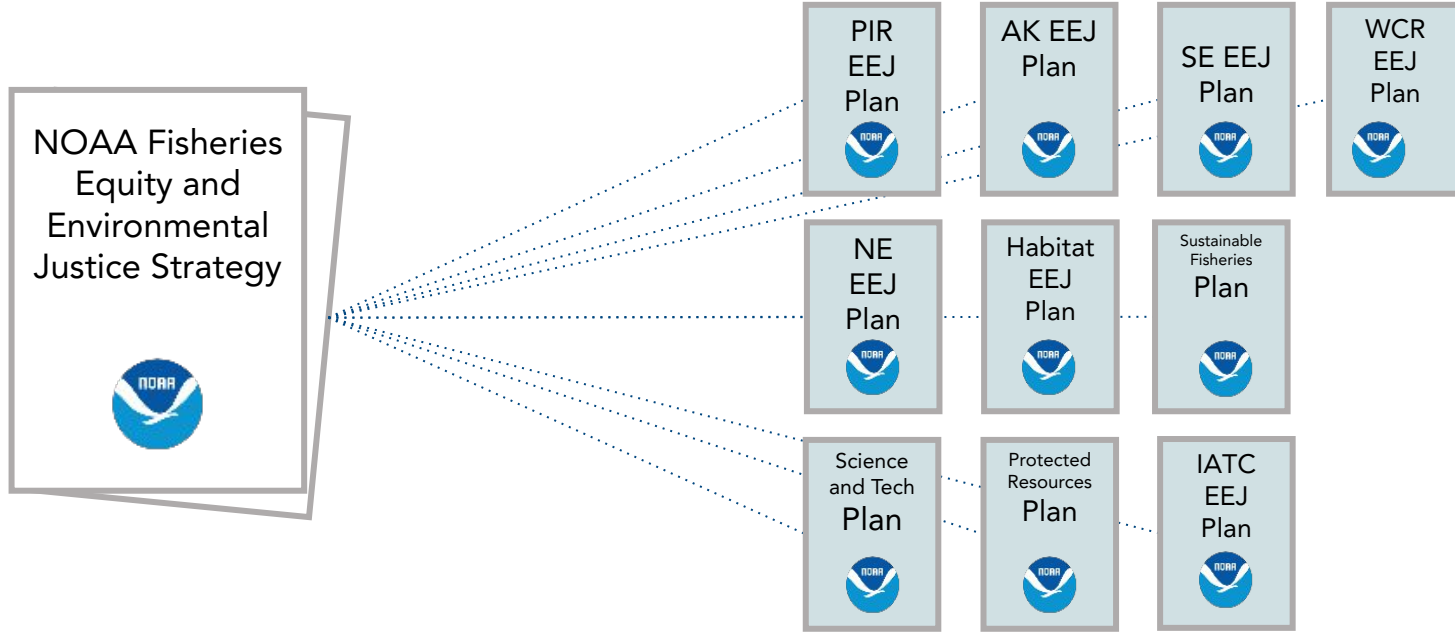 NOAA Fisheries
Equity and
Environmental
Justice Strategy
NOAA
PIR
EEJ
Plan
NOAA
AK EEJ
Plan
NOAA
SE EEJ
Plan
NOAA
WCR
EEJ
Plan
NOAA
NE
EEJ
Plan
NOAA
Habitat
EEJ
Plan
NOAA
Sustainable
Fisheries
Plan
NOAA
Science
and Tech
Plan
NOAA
Protected
Resources
Plan
NOAA
IATC
EEJ
Plan
NOAA